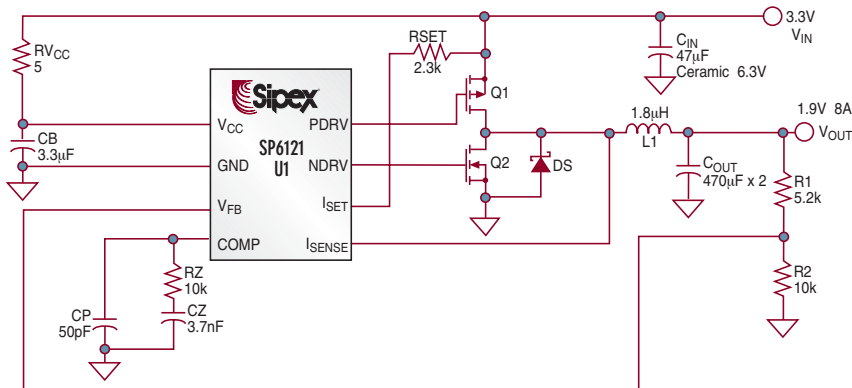 3.3V
V_IN
RV_CC
5
RSET
2.3k
C_IN
47µF
Ceramic 6.3V
Sipex
Q1
V_CC
PDRV
CB
3.3µF
SP6121
U1
GND
NDRV
Q2
DS
1.8µH
L1
1.9V 8A
V_OUT
C_OUT
470µF x 2
R1
5.2k
V_FB
I_SET
COMP
I_SENSE
RZ
10k
CP
50pF
CZ
3.7nF
R2
10k